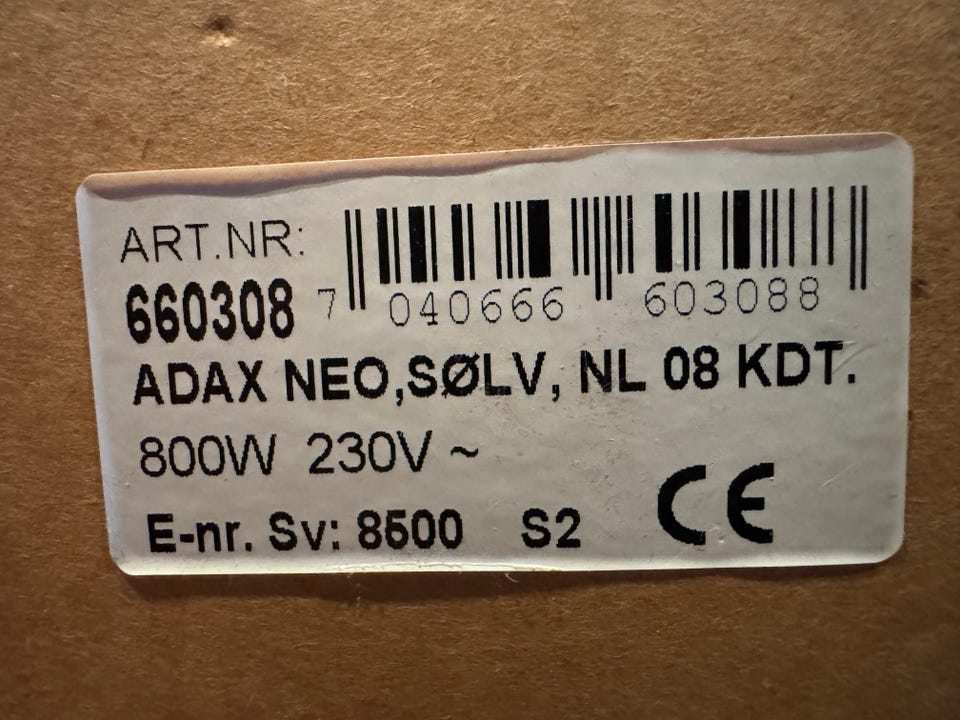 ART.NR:
660308
7 040666 603088
ADAX NEO,SØLV, NL 08 KDT.
800W 230V ~
E-nr. Sv: 8500 S2 CE